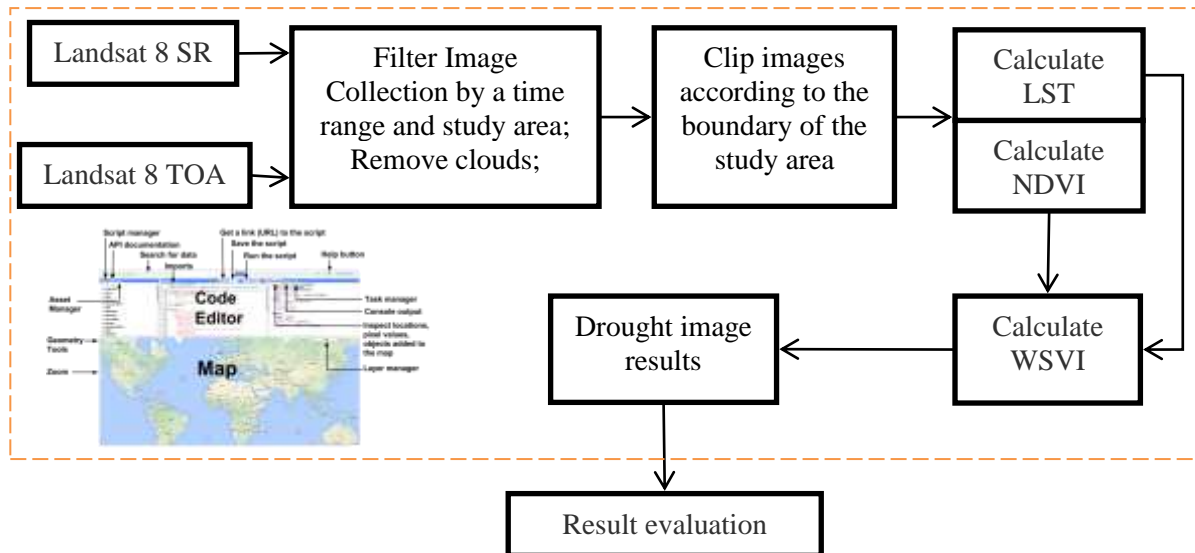 Landsat 8 SR
Landsat 8 TOA
Filter Image
Collection by a time
range and study area;
Remove clouds;
Clip images
according to the
boundary of the
study area
Calculate
LST
Calculate
NDVI
Calculate
WSVI
Drought image
results
Result evaluation
Script manager
API documentation
Search for data
Imports
Get a link (URL) to the script
Save the script
Run the script
Help button
Asset
Manager
Code
Editor
Task manager
Console output
Inspect locations,
pixel values,
objects added to
the map
Geometry
Tools
Zoom
Map
Layer manager